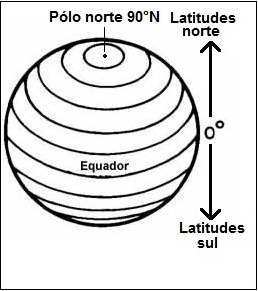 Pólo norte 90°N
Latitudes
norte
0°
Equador
Latitudes
sul